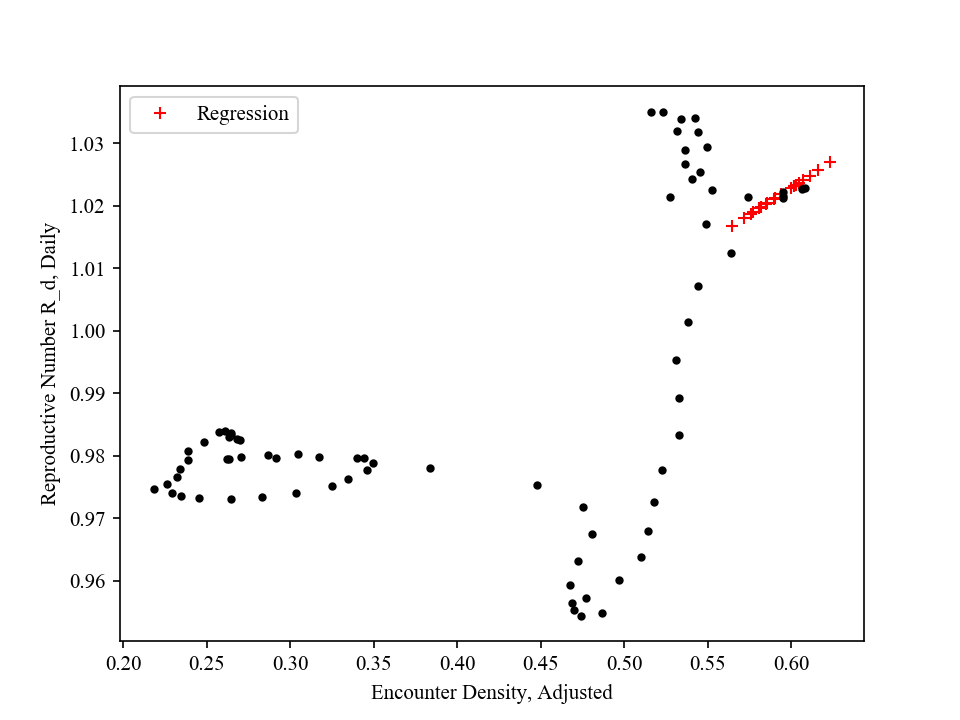 Regression
1.03
1.02
1.01
1.00
0.99
0.98
0.97
0.96
Reproductive Number R_d, Daily
0.20 0.25 0.30 0.35 0.40 0.45 0.50 0.55 0.60
Encounter Density, Adjusted